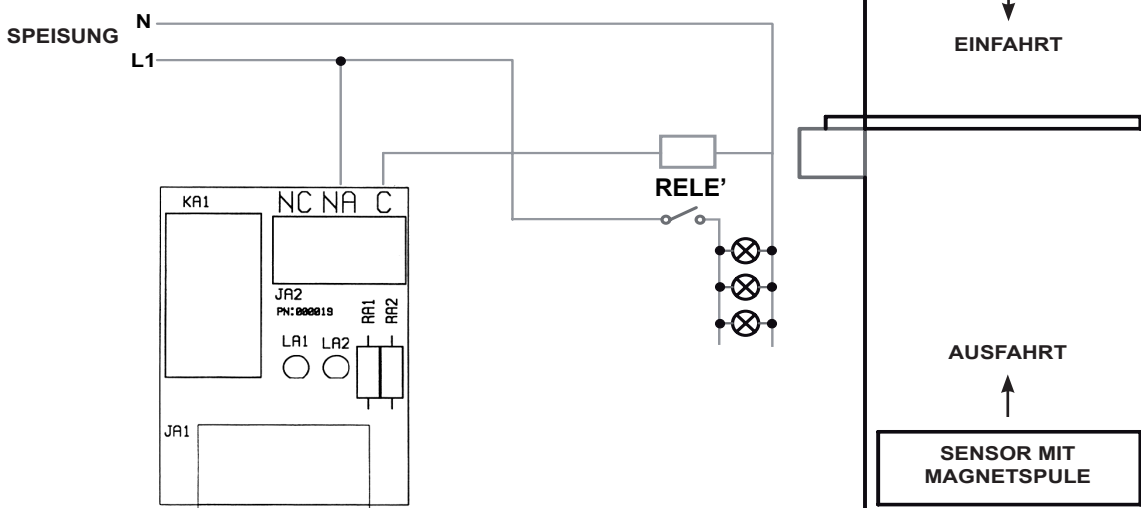 N
SPEISUNG
L1
EINFAHRT
RELE’
KA1
NC NA C
JA2
PN:000019
RA1
RA2
LA1 LA2
JA1
AUSFAHRT
SENSOR MIT
MAGNETSPULE